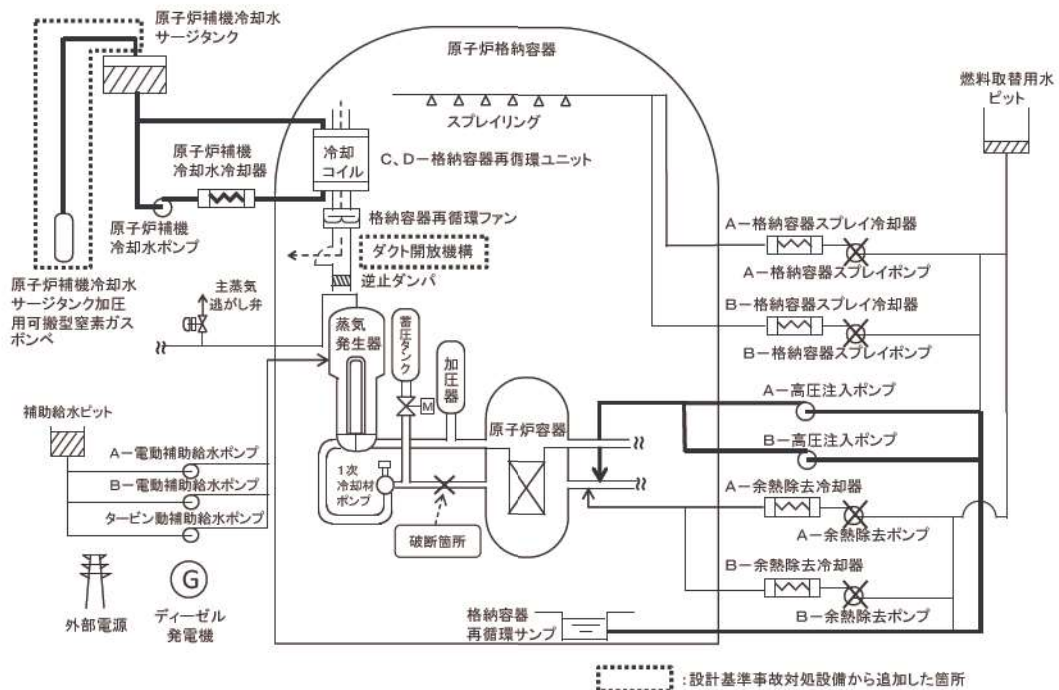 原子炉補機冷却水
サージタンク
原子炉格納容器
燃料取替用水
ピット
スプレイリング
冷却
コイル
C、D－格納容器再循環ユニット
原子炉補機
冷却水冷却器
原子炉補機
冷却水ポンプ
格納容器再循環ファン
ダクト開放機構
逆止ダンパ
A－格納容器スプレイ冷却器
A－格納容器スプレイポンプ
B－格納容器スプレイ冷却器
B－格納容器スプレイポンプ
原子炉補機冷却水
サージタンク加圧
用可搬型窒素ガス
ボンベ
主蒸気
逃がし弁
蒸気
発生器
蓄圧タンク
加圧器
M
原子炉容器
A－高圧注入ポンプ
B－高圧注入ポンプ
補助給水ピット
A－電動補助給水ポンプ
B－電動補助給水ポンプ
タービン動補助給水ポンプ
1次
冷却材
ポンプ
破断箇所
A－余熱除去冷却器
A－余熱除去ポンプ
B－余熱除去冷却器
B－余熱除去ポンプ
外部電源
G
ディーゼル
発電機
格納容器
再循環サンプ
：設計基準事故対処設備から追加した箇所